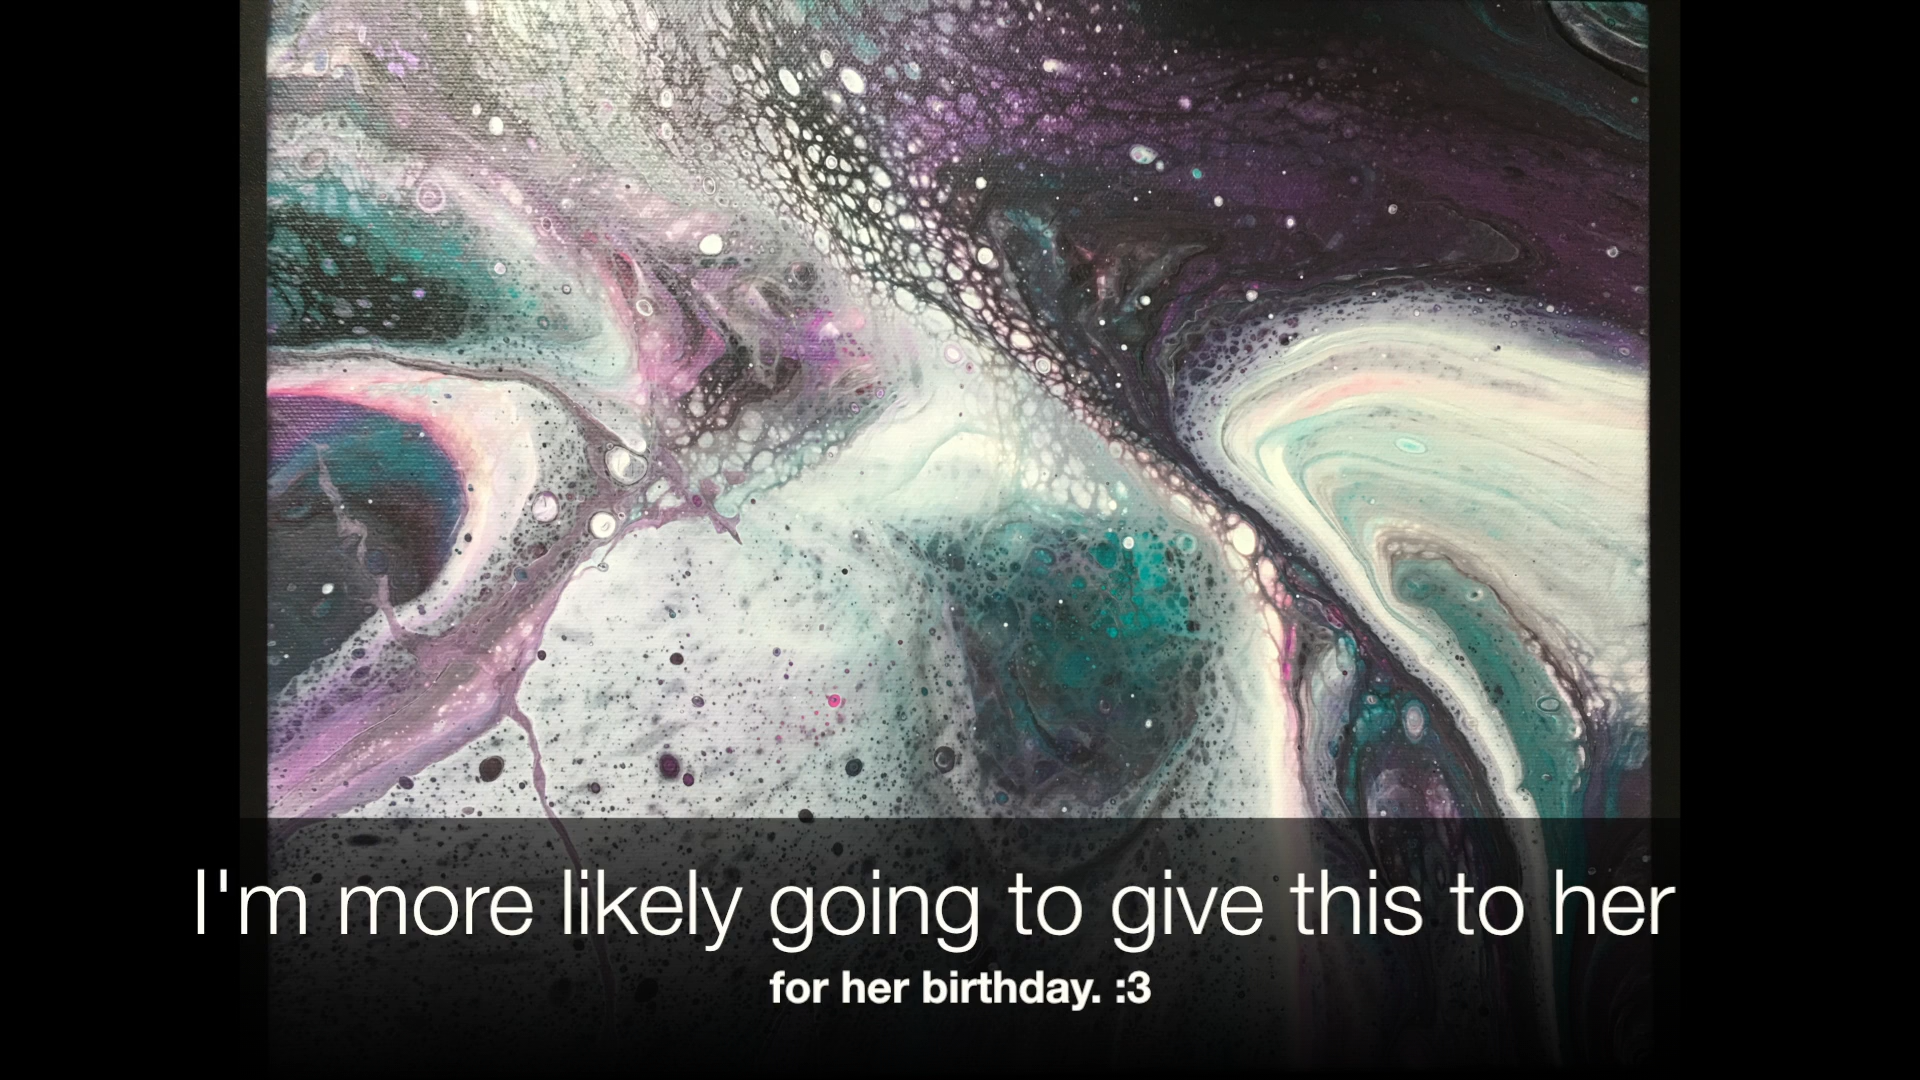 I'm more likely going to give this to her
for her birthday. :3